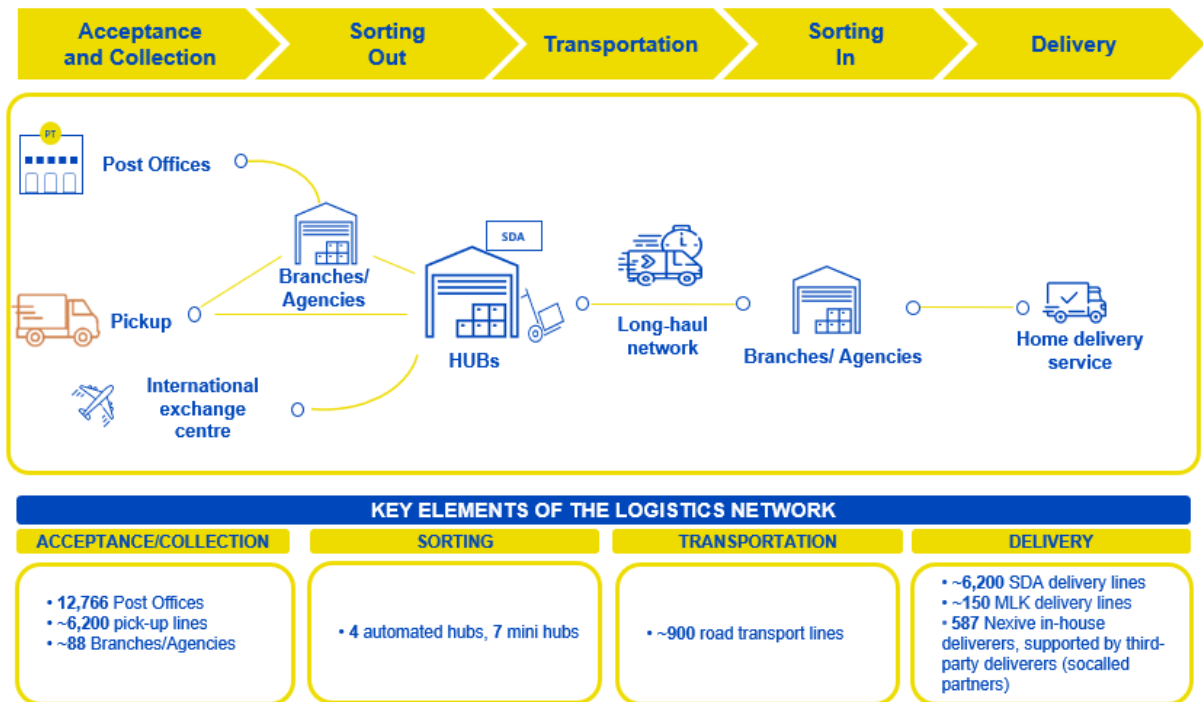 Acceptance
and Collection
Sorting
Out
Transportation
Sorting
In
Delivery
PT
Post Offices
SDA
Branches/
Agencies
Pickup
HUBs
Long-haul
network
Branches/ Agencies
Home delivery
service
International
exchange
centre
KEY ELEMENTS OF THE LOGISTICS NETWORK
ACCEPTANCE/COLLECTION
• 12,766 Post Offices
• ~6,200 pick-up lines
• ~88 Branches/Agencies
SORTING
• 4 automated hubs, 7 mini hubs
TRANSPORTATION
• ~900 road transport lines
DELIVERY
• ~6,200 SDA delivery lines
• ~150 MLK delivery lines
• 587 Nexive in-house
deliverers, supported by third-
party deliverers (socalled
partners)